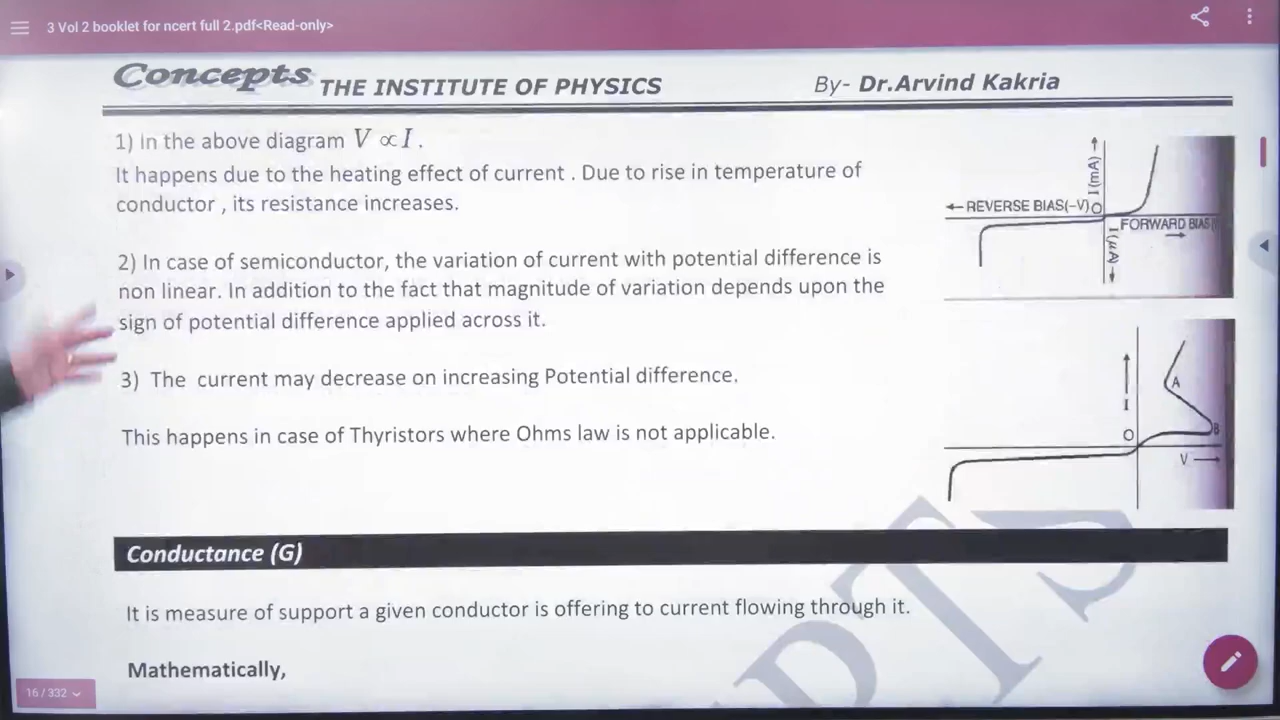 3 Vol 2 booklet for ncert full 2.pdf<Read-only>
Concepts THE INSTITUTE OF PHYSICS By- Dr.Arvind Kakria
1) In the above diagram V ∝ I .
It happens due to the heating effect of current . Due to rise in temperature of
conductor , its resistance increases.
I (mA)
← REVERSE BIAS(−V) O
FORWARD BIAS
I (μA)
2) In case of semiconductor, the variation of current with potential difference is
non linear. In addition to the fact that magnitude of variation depends upon the
sign of potential difference applied across it.
3) The current may decrease on increasing Potential difference.
This happens in case of Thyristors where Ohms law is not applicable.
A
I
B
O
V
Conductance (G)
It is measure of support a given conductor is offering to current flowing through it.
Mathematically,
16 / 332